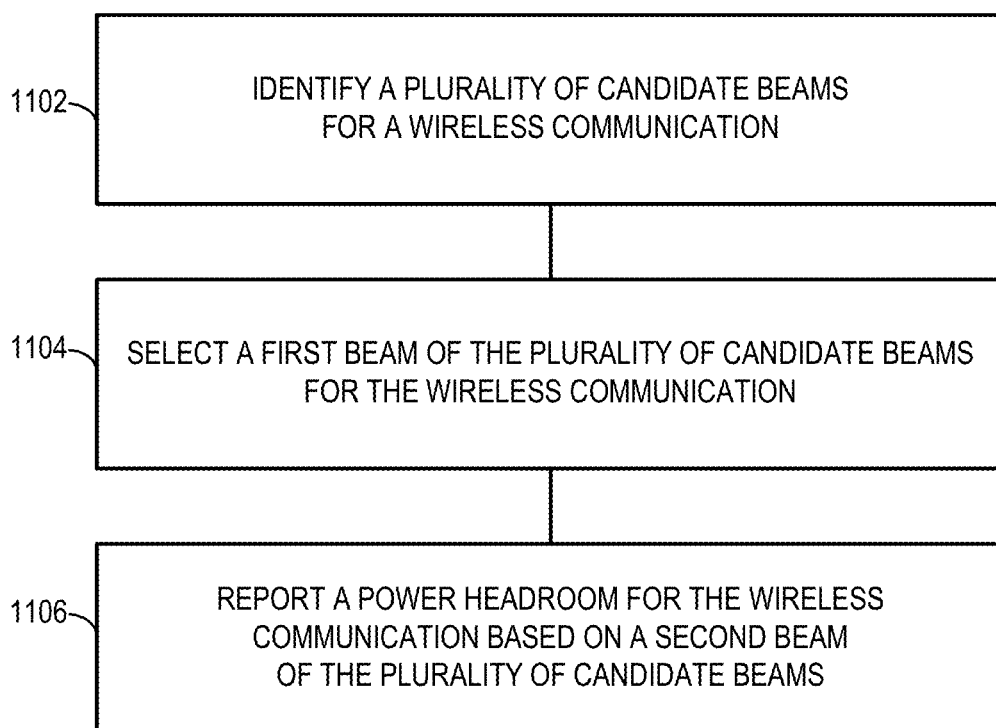 1102
IDENTIFY A PLURALITY OF CANDIDATE BEAMS
FOR A WIRELESS COMMUNICATION
1104
SELECT A FIRST BEAM OF THE PLURALITY OF CANDIDATE BEAMS
FOR THE WIRELESS COMMUNICATION
1106
REPORT A POWER HEADROOM FOR THE WIRELESS
COMMUNICATION BASED ON A SECOND BEAM
OF THE PLURALITY OF CANDIDATE BEAMS